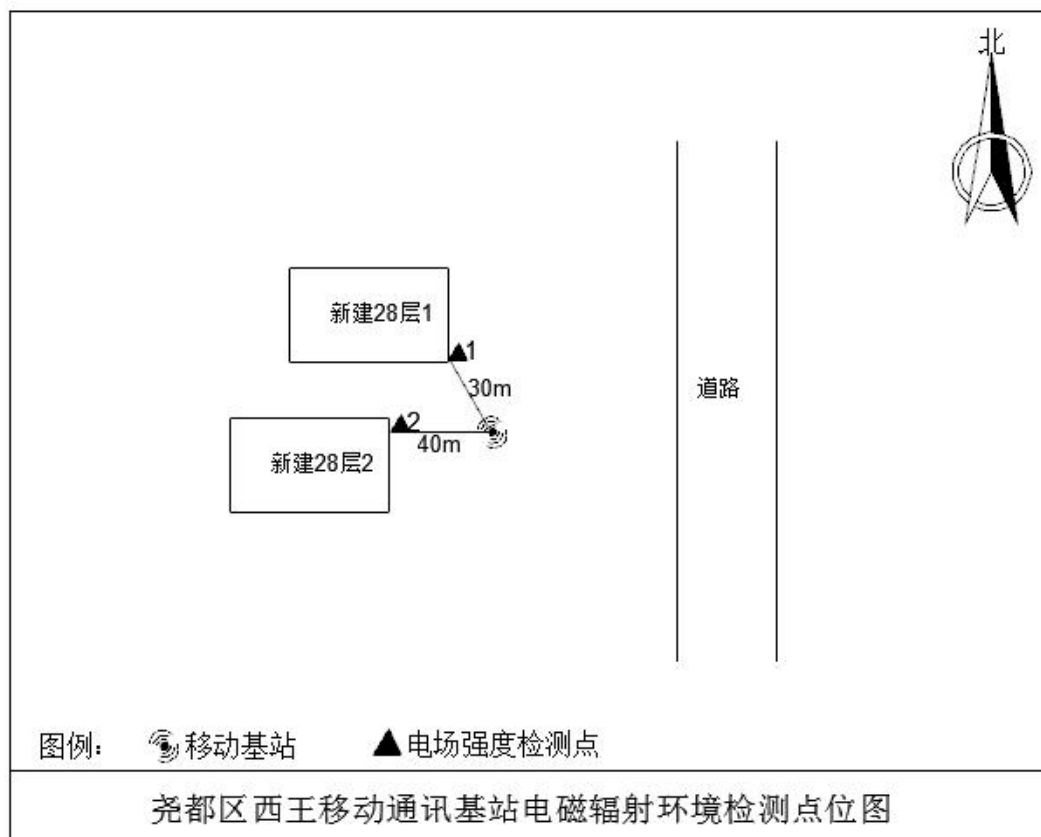 北
新建28层1
1
30m
道路
2
40m
新建28层2
图例：
移动基站
电场强度检测点
尧都区西王移动通讯基站电磁辐射环境检测点位图